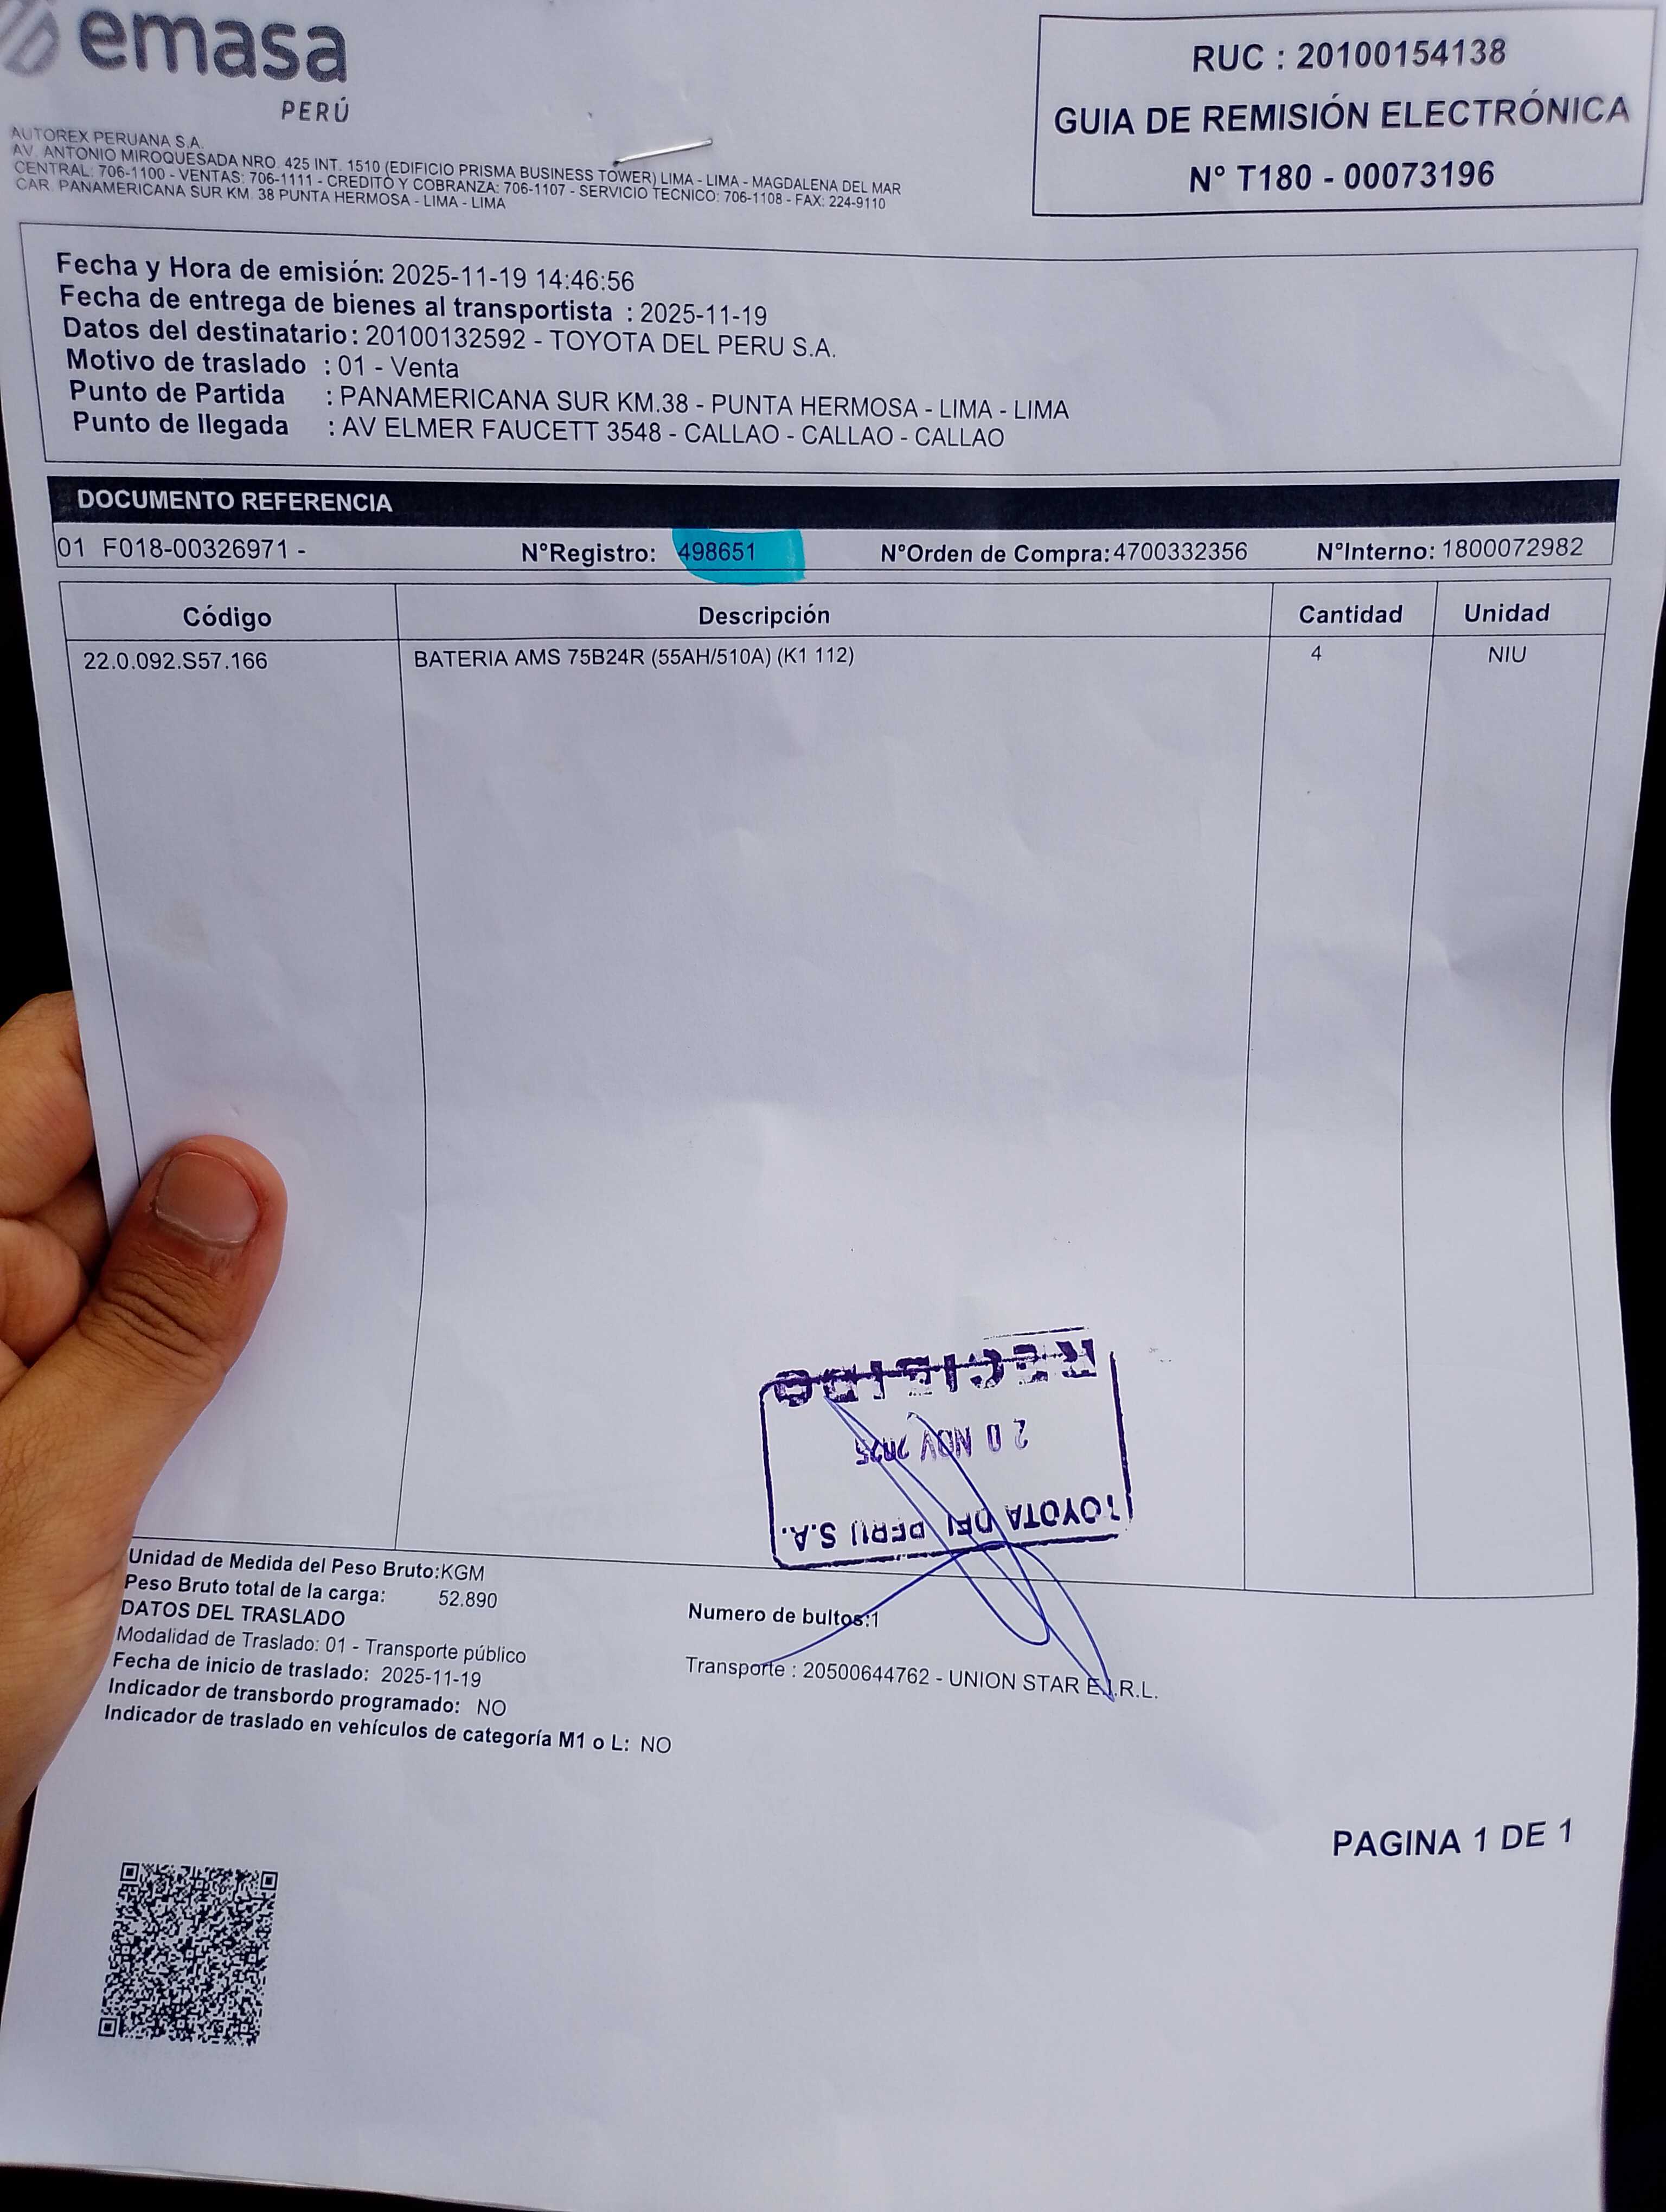 emasa
PERÚ
AUTOREX PERUANA S.A.
AV. ANTONIO MIROQUESADA NRO. 425 INT. 1510 (EDIFICIO PRISMA BUSINESS TOWER) LIMA - LIMA - MAGDALENA DEL MAR
CENTRAL: 706-1100 - VENTAS: 706-1111 - CREDITO Y COBRANZA: 706-1107 - SERVICIO TECNICO: 706-1108 - FAX: 224-9110
CAR. PANAMERICANA SUR KM. 38 PUNTA HERMOSA - LIMA - LIMA
RUC : 20100154138
GUIA DE REMISIÓN ELECTRÓNICA
N° T180 - 00073196
Fecha y Hora de emisión: 2025-11-19 14:46:56
Fecha de entrega de bienes al transportista : 2025-11-19
Datos del destinatario: 20100132592 - TOYOTA DEL PERU S.A.
Motivo de traslado : 01 - Venta
Punto de Partida : PANAMERICANA SUR KM.38 - PUNTA HERMOSA - LIMA - LIMA
Punto de llegada : AV ELMER FAUCETT 3548 - CALLAO - CALLAO - CALLAO
DOCUMENTO REFERENCIA
01 F018-00326971 - N°Registro: 498651 N°Orden de Compra: 4700332356 N°Interno: 1800072982
Código Descripción Cantidad Unidad
22.0.092.S57.166 BATERIA AMS 75B24R (55AH/510A) (K1 112) 4 NIU
TOYOTA DEL PERU S.A.
20 NOV 2025
RECIBIDO
Unidad de Medida del Peso Bruto:KGM
Peso Bruto total de la carga: 52.890
Numero de bultos:1
DATOS DEL TRASLADO
Modalidad de Traslado: 01 - Transporte público
Transporte : 20500644762 - UNION STAR E.I.R.L.
Fecha de inicio de traslado: 2025-11-19
Indicador de transbordo programado: NO
Indicador de traslado en vehículos de categoría M1 o L: NO
PAGINA 1 DE 1